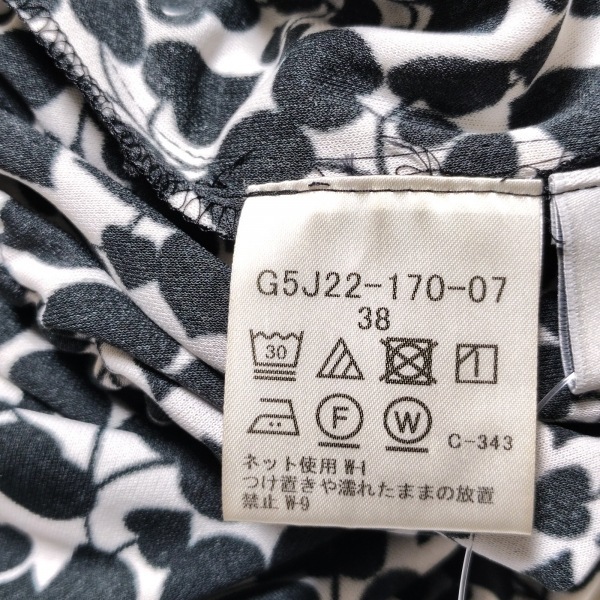 G5J22-170-07
38
30
F W C-343
ネット使用 W-1
つけ置きや濡れたままの放置
禁止 W-9